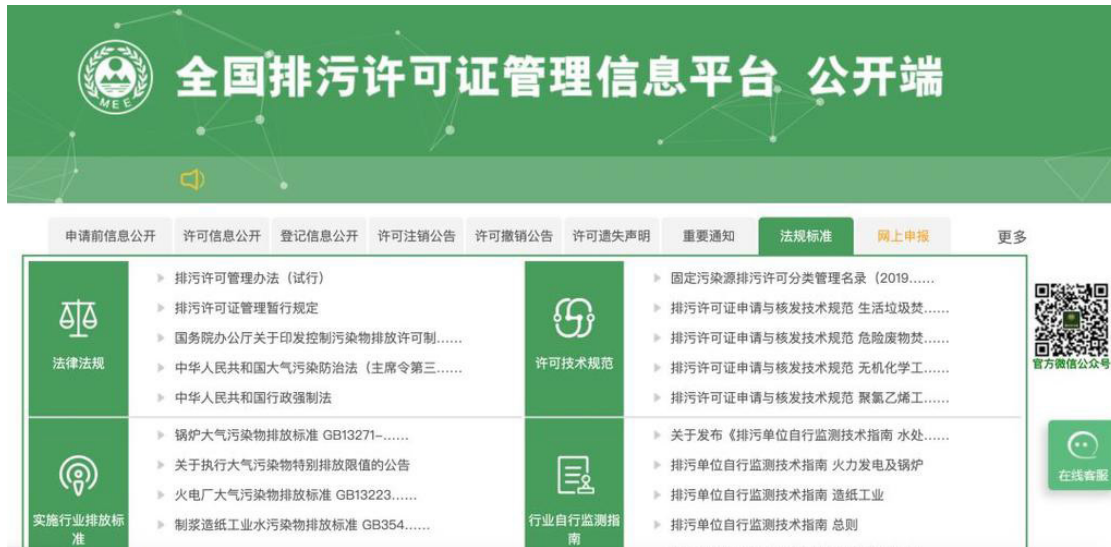 MEE
全国排污许可证管理信息平台 公开端
申请前信息公开 许可信息公开 登记信息公开 许可注销公告 许可撤销公告 许可遗失声明 重要通知 法规标准 网上申报 更多
法律法规
排污许可管理办法（试行）
排污许可证管理暂行规定
国务院办公厅关于印发控制污染物排放许可制......
中华人民共和国大气污染防治法（主席令第三......
中华人民共和国行政强制法
许可技术规范
固定污染源排污许可分类管理名录（2019......
排污许可证申请与核发技术规范 生活垃圾焚......
排污许可证申请与核发技术规范 危险废物焚......
排污许可证申请与核发技术规范 无机化学工......
排污许可证申请与核发技术规范 聚氯乙烯工......
官方微信公众号
实施行业排放标
准
锅炉大气污染物排放标准 GB13271-......
关于执行大气污染物特别排放限值的公告
火电厂大气污染物排放标准 GB13223......
制浆造纸工业水污染物排放标准 GB354......
行业自行监测指
南
关于发布《排污单位自行监测技术指南 水处......
排污单位自行监测技术指南 火力发电及锅炉
排污单位自行监测技术指南 造纸工业
排污单位自行监测技术指南 总则
在线客服